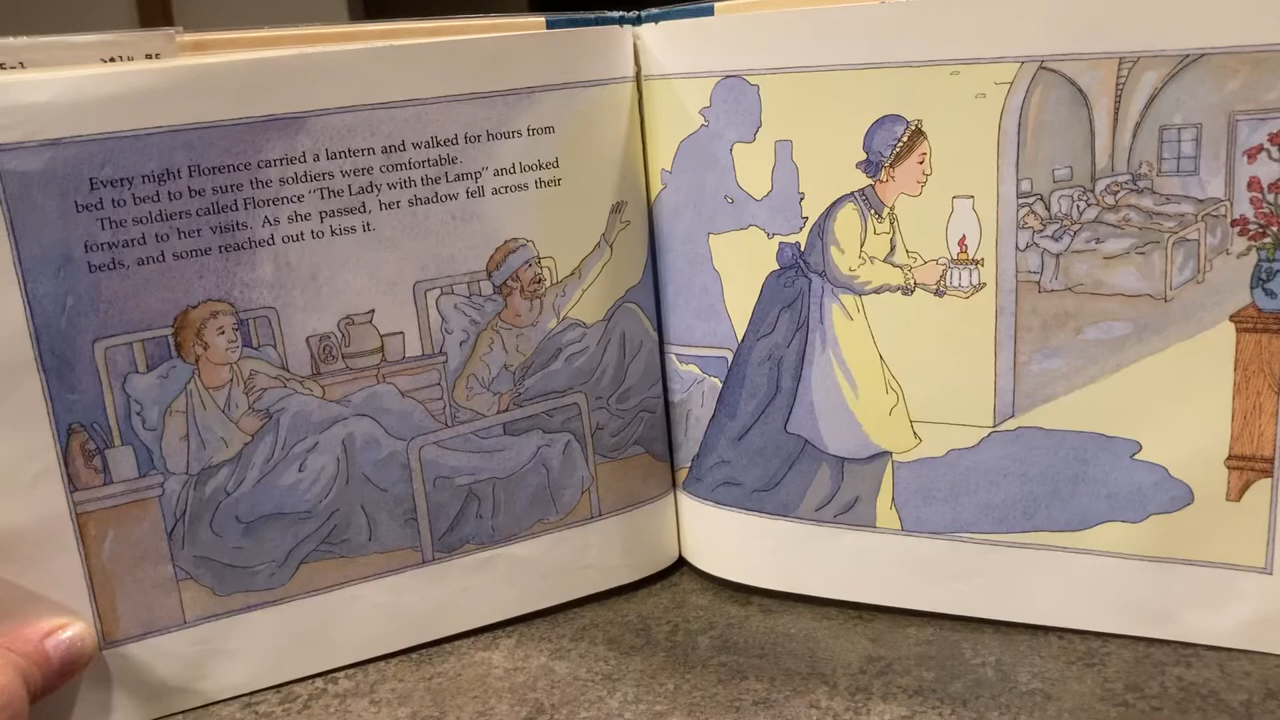 Every night Florence carried a lantern and walked for hours from
bed to bed to be sure the soldiers were comfortable.
The soldiers called Florence "The Lady with the Lamp" and looked
forward to her visits. As she passed, her shadow fell across their
beds, and some reached out to kiss it.